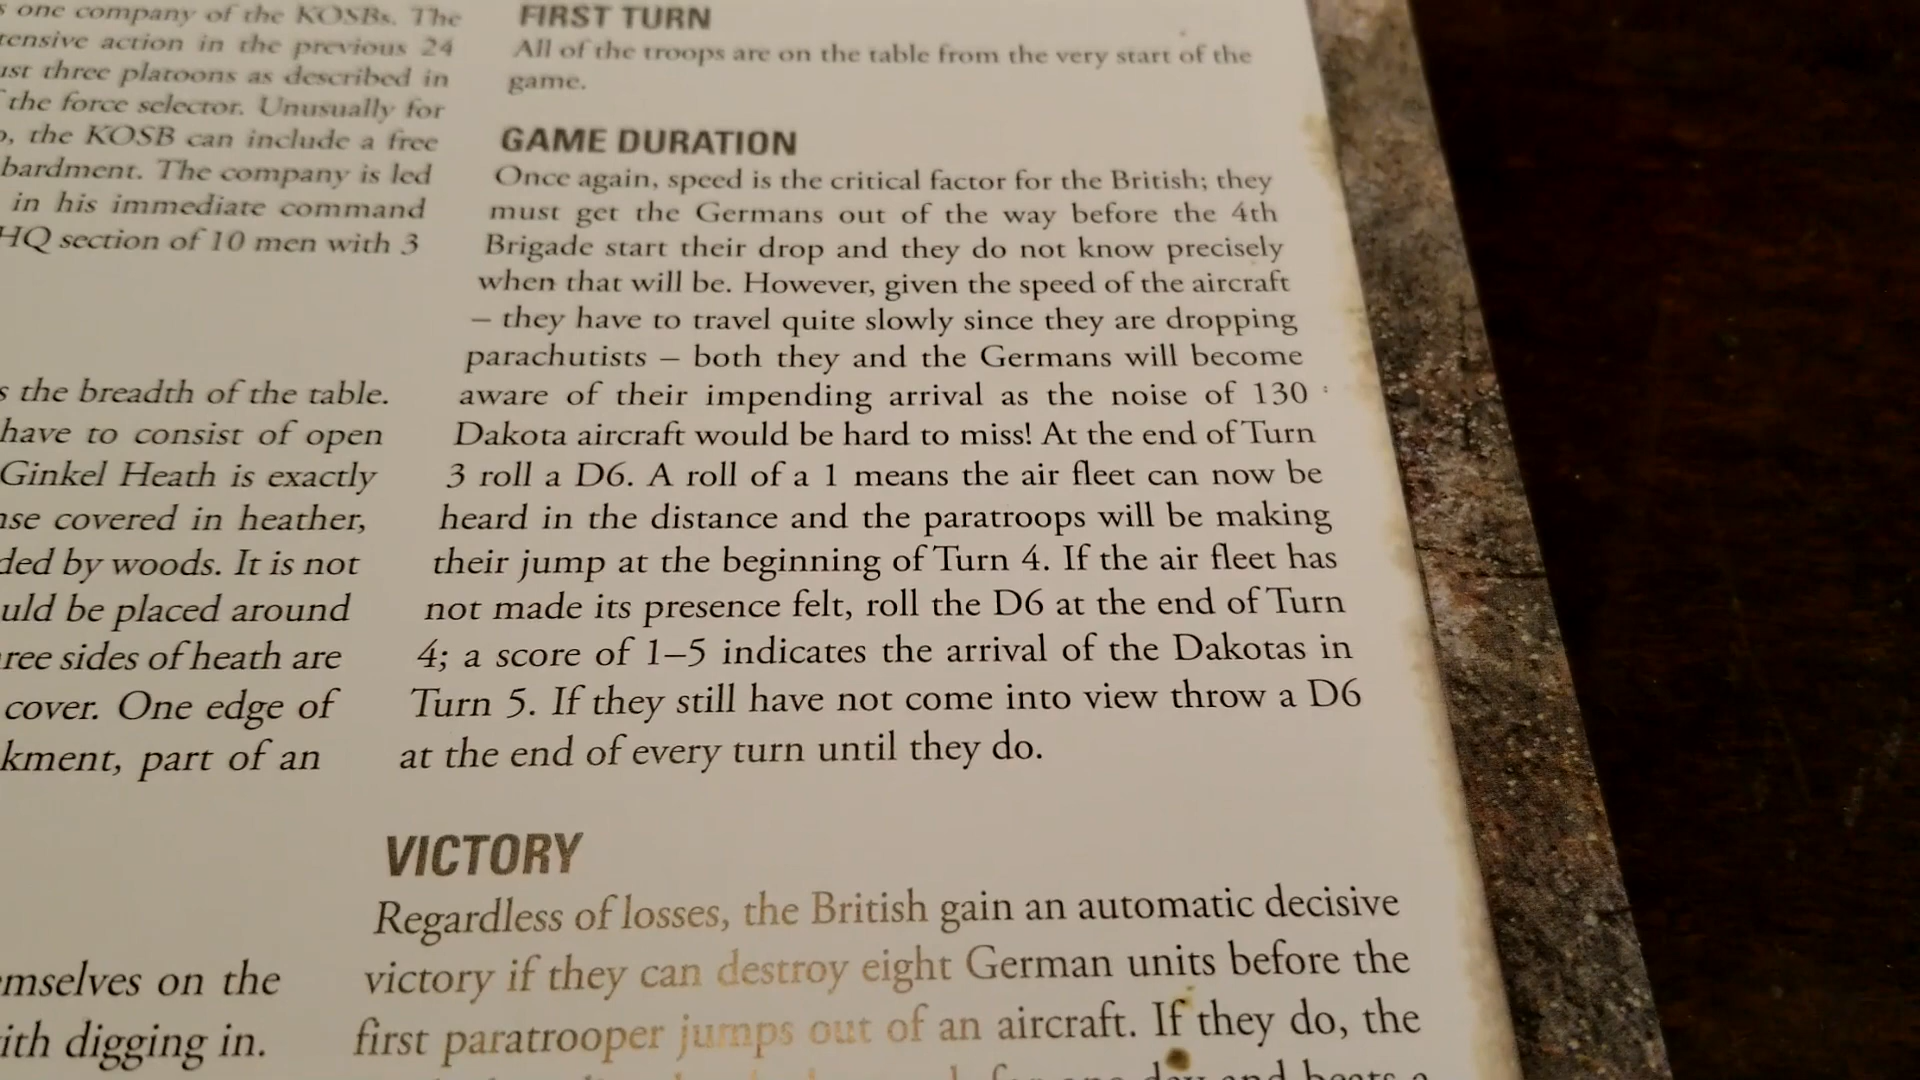 s one company of the KOSBs. The
tensive action in the previous 24
ust three platoons as described in
the force selector. Unusually for
o, the KOSB can include a free
bardment. The company is led
in his immediate command
HQ section of 10 men with 3
s the breadth of the table.
have to consist of open
Ginkel Heath is exactly
nse covered in heather,
ded by woods. It is not
uld be placed around
ree sides of heath are
cover. One edge of
kment, part of an
mselves on the
ith digging in.
FIRST TURN
All of the troops are on the table from the very start of the
game.
GAME DURATION
Once again, speed is the critical factor for the British; they
must get the Germans out of the way before the 4th
Brigade start their drop and they do not know precisely
when that will be. However, given the speed of the aircraft
– they have to travel quite slowly since they are dropping
parachutists – both they and the Germans will become
aware of their impending arrival as the noise of 130
Dakota aircraft would be hard to miss! At the end of Turn
3 roll a D6. A roll of a 1 means the air fleet can now be
heard in the distance and the paratroops will be making
their jump at the beginning of Turn 4. If the air fleet has
not made its presence felt, roll the D6 at the end of Turn
4; a score of 1–5 indicates the arrival of the Dakotas in
Turn 5. If they still have not come into view throw a D6
at the end of every turn until they do.
VICTORY
Regardless of losses, the British gain an automatic decisive
victory if they can destroy eight German units before the
first paratrooper jumps out of an aircraft. If they do, the